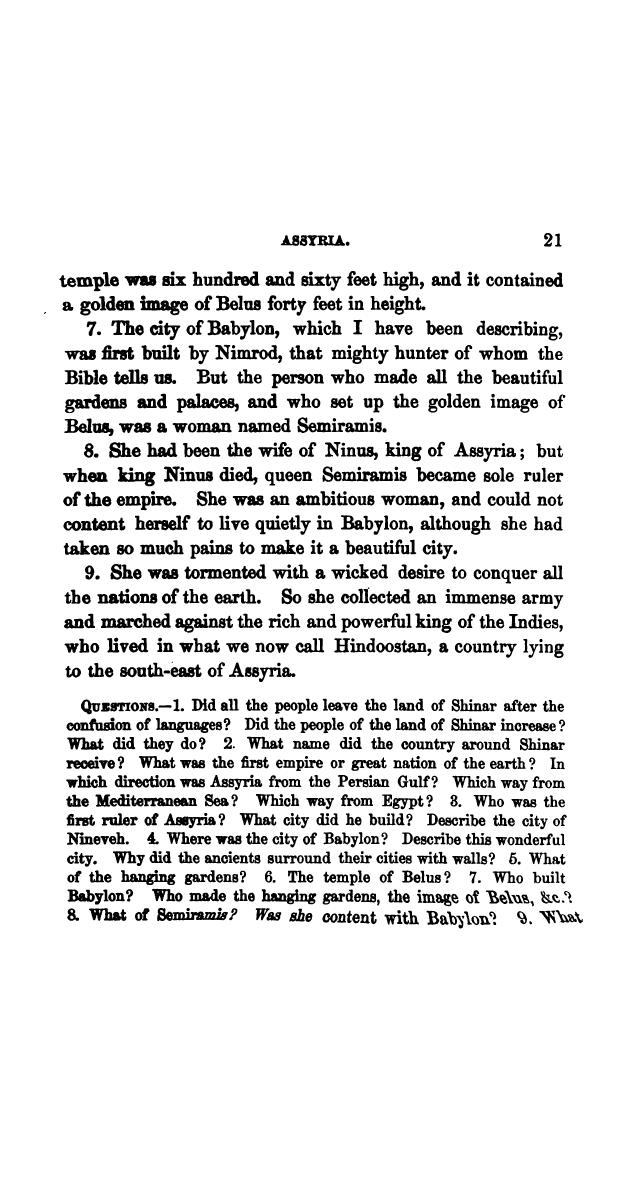 ASSYRIA. 21
temple was six hundred and sixty feet high, and it contained
a golden image of Belus forty feet in height.
7. The city of Babylon, which I have been describing,
was first built by Nimrod, that mighty hunter of whom the
Bible tells us. But the person who made all the beautiful
gardens and palaces, and who set up the golden image of
Belus, was a woman named Semiramis.
8. She had been the wife of Ninus, king of Assyria; but
when king Ninus died, queen Semiramis became sole ruler
of the empire. She was an ambitious woman, and could not
content herself to live quietly in Babylon, although she had
taken so much pains to make it a beautiful city.
9. She was tormented with a wicked desire to conquer all
the nations of the earth. So she collected an immense army
and marched against the rich and powerful king of the Indies,
who lived in what we now call Hindoostan, a country lying
to the south-east of Assyria.
QUESTIONS.—1. Did all the people leave the land of Shinar after the
confusion of languages? Did the people of the land of Shinar increase?
What did they do? 2. What name did the country around Shinar
receive? What was the first empire or great nation of the earth? In
which direction was Assyria from the Persian Gulf? Which way from
the Mediterranean Sea? Which way from Egypt? 3. Who was the
first ruler of Assyria? What city did he build? Describe the city of
Nineveh. 4. Where was the city of Babylon? Describe this wonderful
city. Why did the ancients surround their cities with walls? 5. What
of the hanging gardens? 6. The temple of Belus? 7. Who built
Babylon? Who made the hanging gardens, the image of Belus, &c.?
8. What of Semiramis? Was she content with Babylon? 9. What